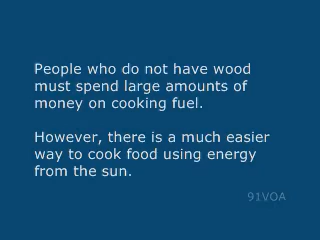 People who do not have wood
must spend large amounts of
money on cooking fuel.
However, there is a much easier
way to cook food using energy
from the sun.
91VOA